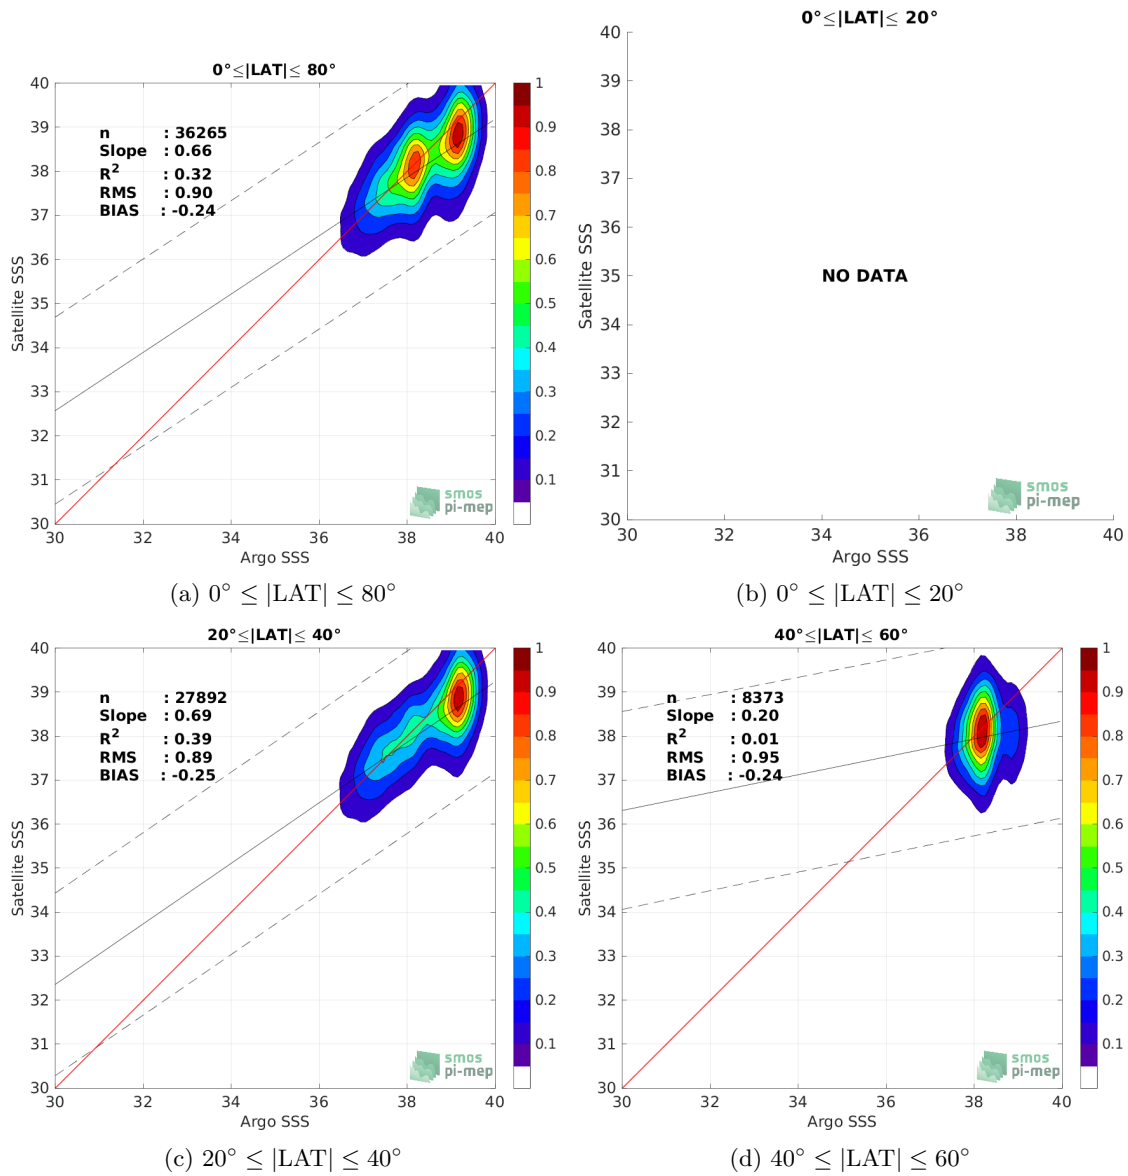 0°≤|LAT|≤ 80°
40
39
38
37
36
35
34
33
32
31
30
Satellite SSS
n : 36265
Slope : 0.66
R² : 0.32
RMS : 0.90
BIAS : -0.24
smos
pi-mep
30 32 34 36 38 40
Argo SSS
1
0.9
0.8
0.7
0.6
0.5
0.4
0.3
0.2
0.1
(a) 0° ≤ |LAT| ≤ 80°
0°≤|LAT|≤ 20°
40
39
38
37
36
35
34
33
32
31
30
Satellite SSS
NO DATA
smos
pi-mep
30 32 34 36 38 40
Argo SSS
(b) 0° ≤ |LAT| ≤ 20°
20°≤|LAT|≤ 40°
40
39
38
37
36
35
34
33
32
31
30
Satellite SSS
n : 27892
Slope : 0.69
R² : 0.39
RMS : 0.89
BIAS : -0.25
smos
pi-mep
30 32 34 36 38 40
Argo SSS
1
0.9
0.8
0.7
0.6
0.5
0.4
0.3
0.2
0.1
(c) 20° ≤ |LAT| ≤ 40°
40°≤|LAT|≤ 60°
40
39
38
37
36
35
34
33
32
31
30
Satellite SSS
n : 8373
Slope : 0.20
R² : 0.01
RMS : 0.95
BIAS : -0.24
smos
pi-mep
30 32 34 36 38 40
Argo SSS
1
0.9
0.8
0.7
0.6
0.5
0.4
0.3
0.2
0.1
(d) 40° ≤ |LAT| ≤ 60°